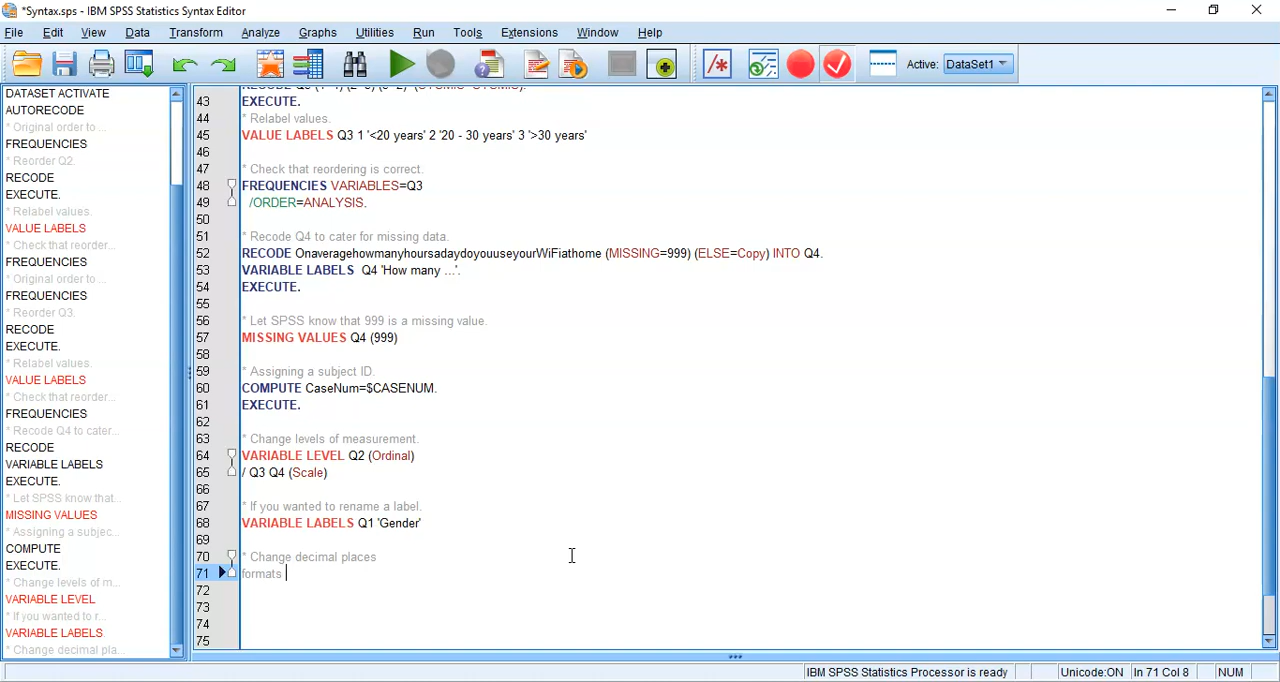 *Syntax.sps - IBM SPSS Statistics Syntax Editor
File Edit View Data Transform Analyze Graphs Utilities Run Tools Extensions Window Help
Active: DataSet1
DATASET ACTIVATE
AUTORECODE
* Original order to ...
FREQUENCIES
* Reorder Q2.
RECODE
EXECUTE.
* Relabel values.
VALUE LABELS
* Check that reorder...
FREQUENCIES
* Original order to ...
FREQUENCIES
* Reorder Q3.
RECODE
EXECUTE.
* Relabel values.
VALUE LABELS
* Check that reorder...
FREQUENCIES
* Recode Q4 to cater...
RECODE
VARIABLE LABELS
EXECUTE.
* Let SPSS know that...
MISSING VALUES
* Assigning a subjec...
COMPUTE
EXECUTE.
* Change levels of m...
VARIABLE LEVEL
* If you wanted to r...
VARIABLE LABELS
* Change decimal pla...
43 EXECUTE.
44 * Relabel values.
45 VALUE LABELS Q3 1 '<20 years' 2 '20 - 30 years' 3 '>30 years'
46
47 * Check that reordering is correct.
48 FREQUENCIES VARIABLES=Q3
49 /ORDER=ANALYSIS.
50
51 * Recode Q4 to cater for missing data.
52 RECODE OnaveragehowmanyhoursadaydoyouuseyourWiFiathome (MISSING=999) (ELSE=Copy) INTO Q4.
53 VARIABLE LABELS Q4 'How many ...'.
54 EXECUTE.
55
56 * Let SPSS know that 999 is a missing value.
57 MISSING VALUES Q4 (999)
58
59 * Assigning a subject ID.
60 COMPUTE CaseNum=$CASENUM.
61 EXECUTE.
62
63 * Change levels of measurement.
64 VARIABLE LEVEL Q2 (Ordinal)
65 / Q3 Q4 (Scale)
66
67 * If you wanted to rename a label.
68 VARIABLE LABELS Q1 'Gender'
69
70 * Change decimal places
71 formats
72
73
74
75
IBM SPSS Statistics Processor is ready Unicode:ON In 71 Col 8 NUM